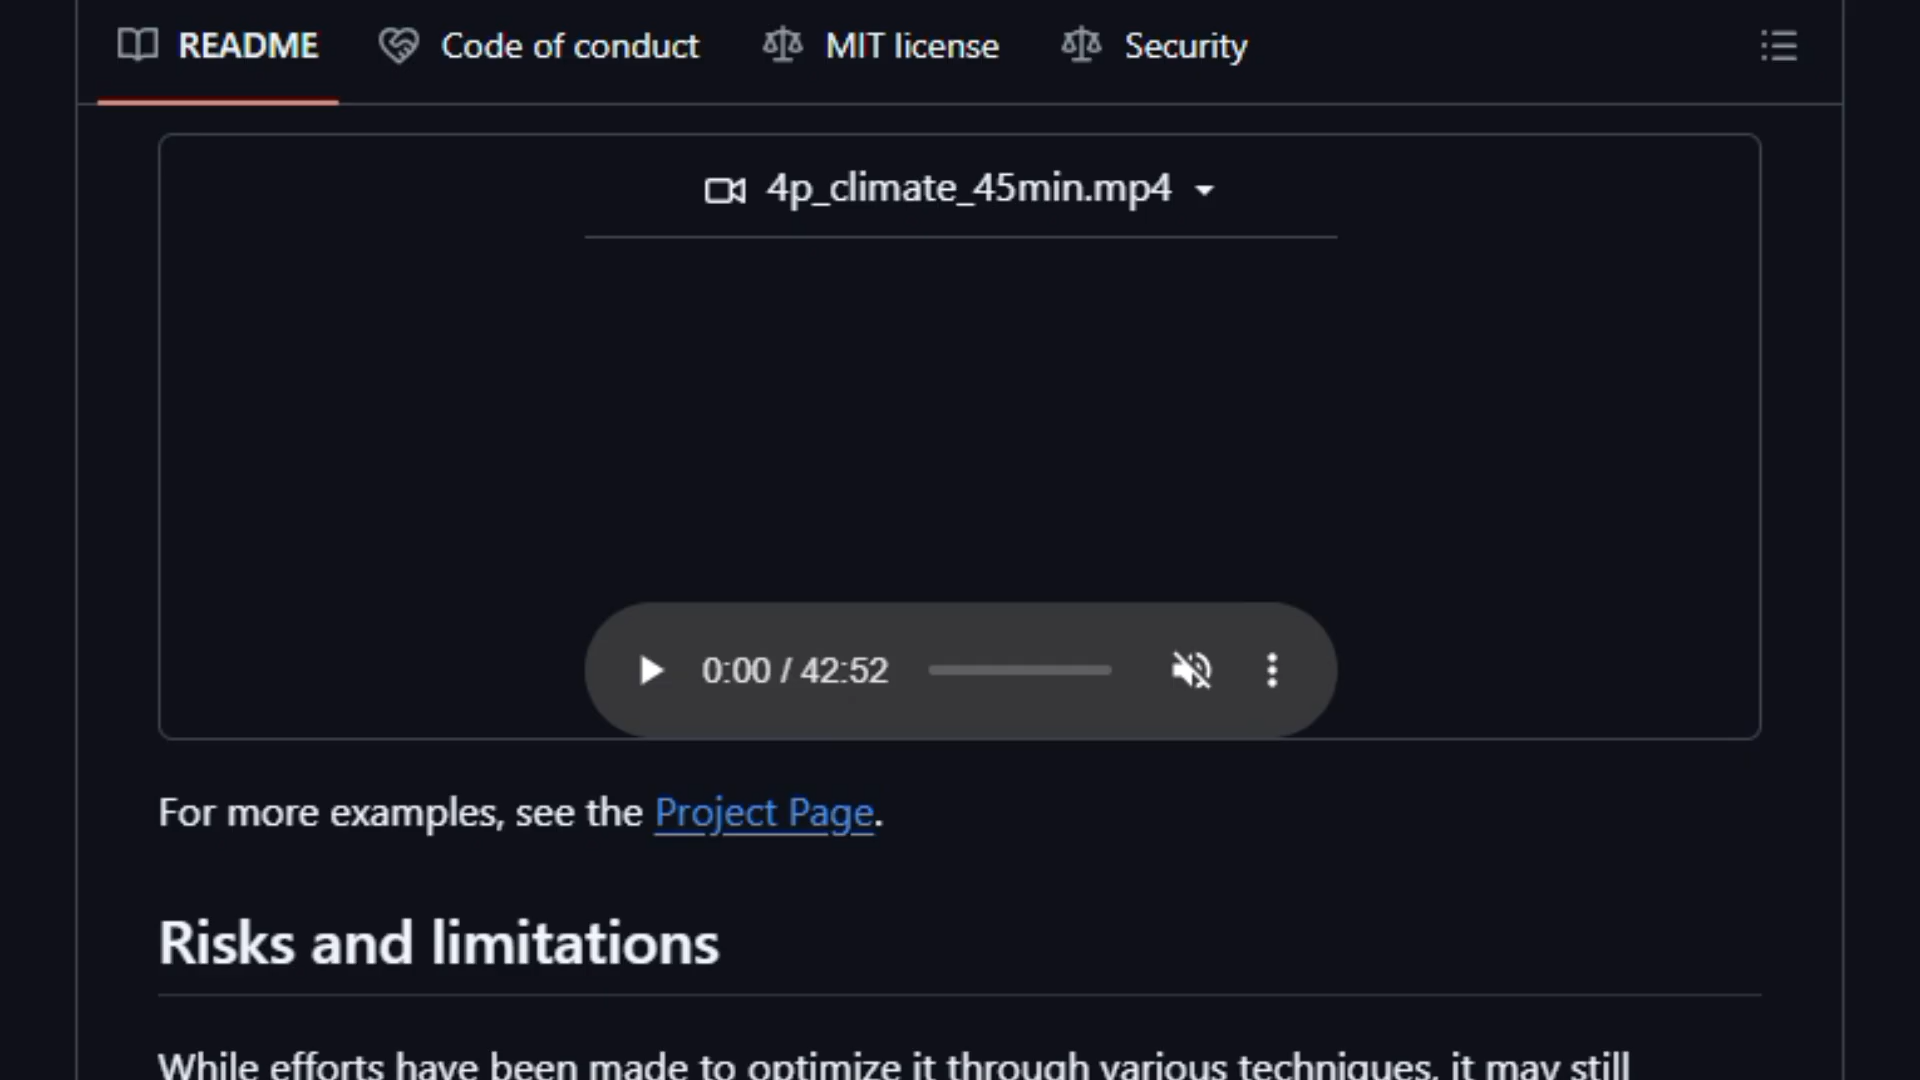 README Code of conduct MIT license Security
4p_climate_45min.mp4
0:00 / 42:52
For more examples, see the Project Page.
Risks and limitations
While efforts have been made to optimize it through various techniques, it may still